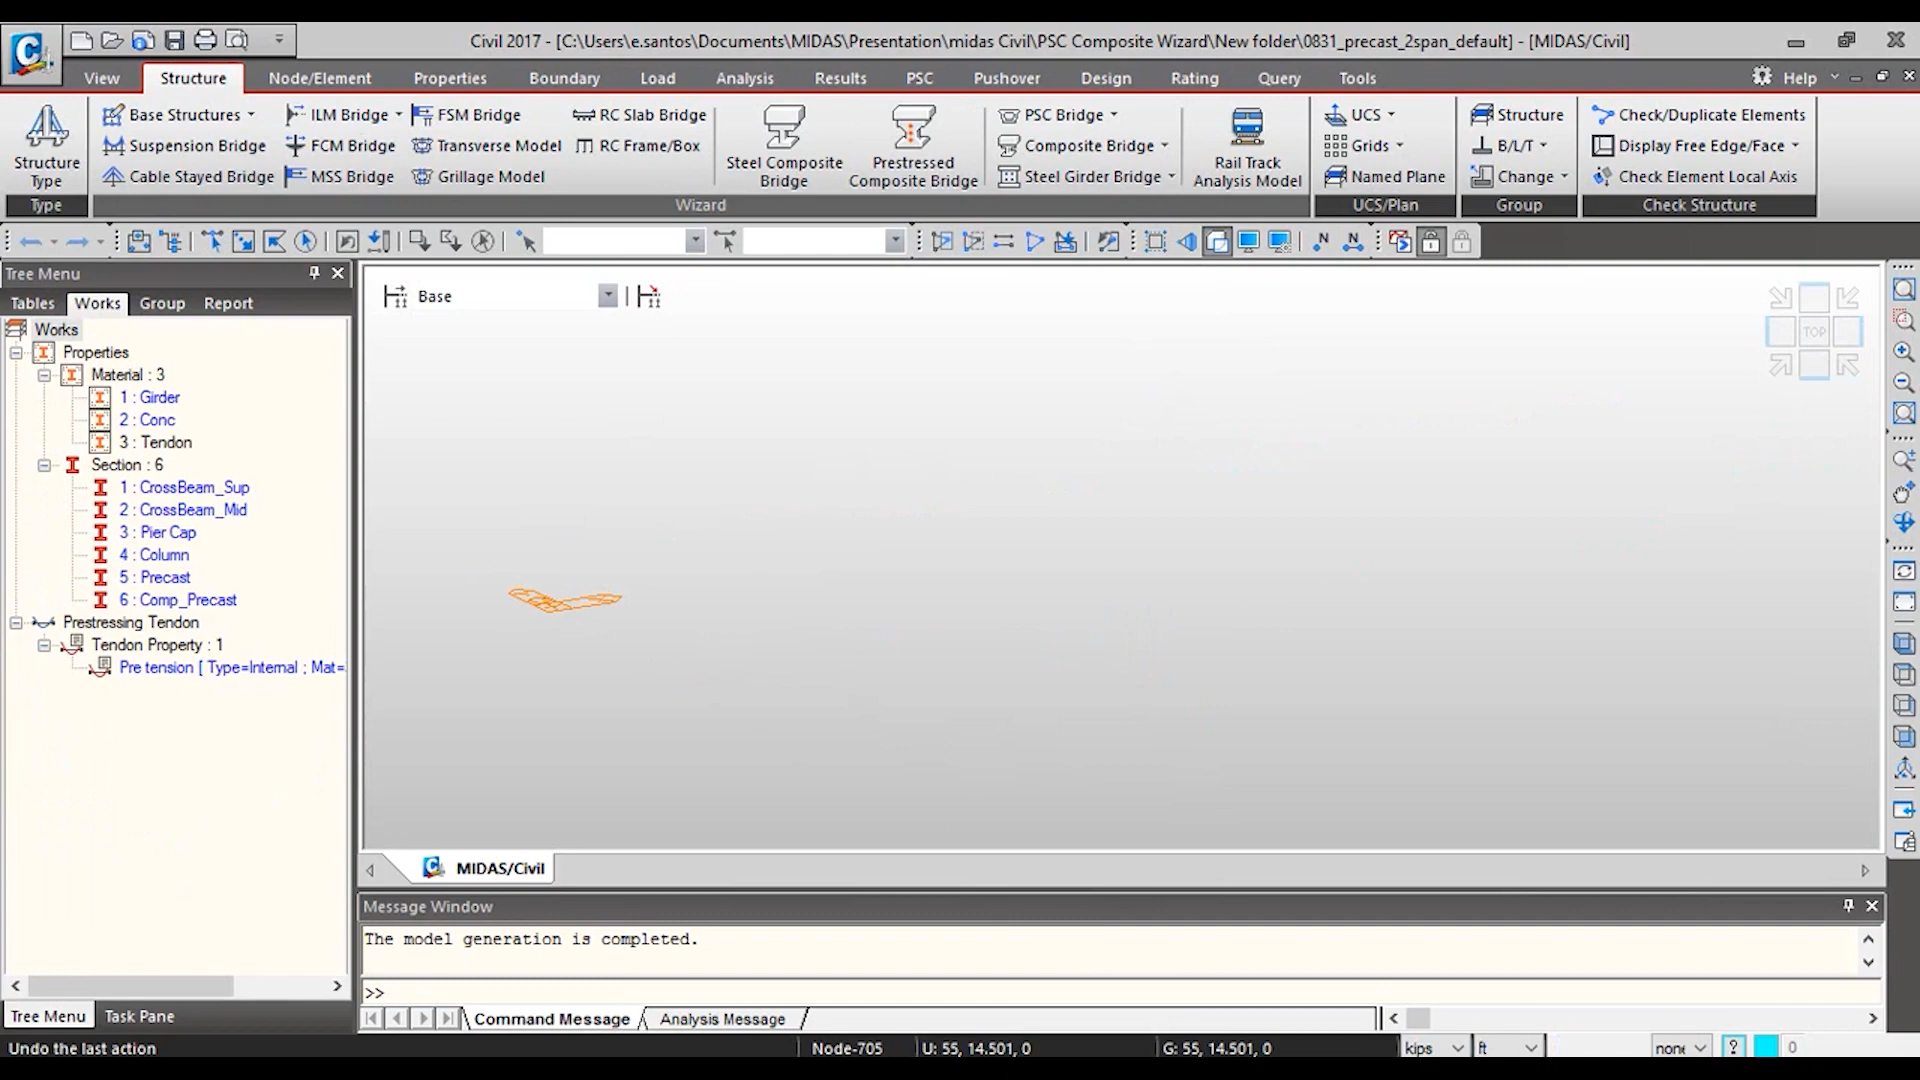 Civil 2017 - [C:\Users\e.santos\Documents\MIDAS\Presentation\midas Civil\PSC Composite Wizard\New folder\0831_precast_2span_default] - [MIDAS/Civil]
View Structure Node/Element Properties Boundary Load Analysis Results PSC Pushover Design Rating Query Tools Help
Structure Type
Type
Base Structures
Suspension Bridge
Cable Stayed Bridge
ILM Bridge
FCM Bridge
MSS Bridge
FSM Bridge
Transverse Model
Grillage Model
RC Slab Bridge
RC Frame/Box
Steel Composite Bridge
Prestressed Composite Bridge
PSC Bridge
Composite Bridge
Steel Girder Bridge
Rail Track Analysis Model
Wizard
UCS
Grids
Named Plane
UCS/Plan
Structure
B/L/T
Change
Group
Check/Duplicate Elements
Display Free Edge/Face
Check Element Local Axis
Check Structure
N N
Tree Menu
Tables Works Group Report
Works
Properties
Material : 3
1 : Girder
2 : Conc
3 : Tendon
Section : 6
1 : CrossBeam_Sup
2 : CrossBeam_Mid
3 : Pier Cap
4 : Column
5 : Precast
6 : Comp_Precast
Prestressing Tendon
Tendon Property : 1
Pre tension [ Type=Internal ; Mat=
Base
TOP
MIDAS/Civil
Message Window
The model generation is completed.
>>
Command Message Analysis Message
Tree Menu Task Pane
Undo the last action
Node-705
U: 55, 14.501, 0
G: 55, 14.501, 0
kips
ft
none
?
0